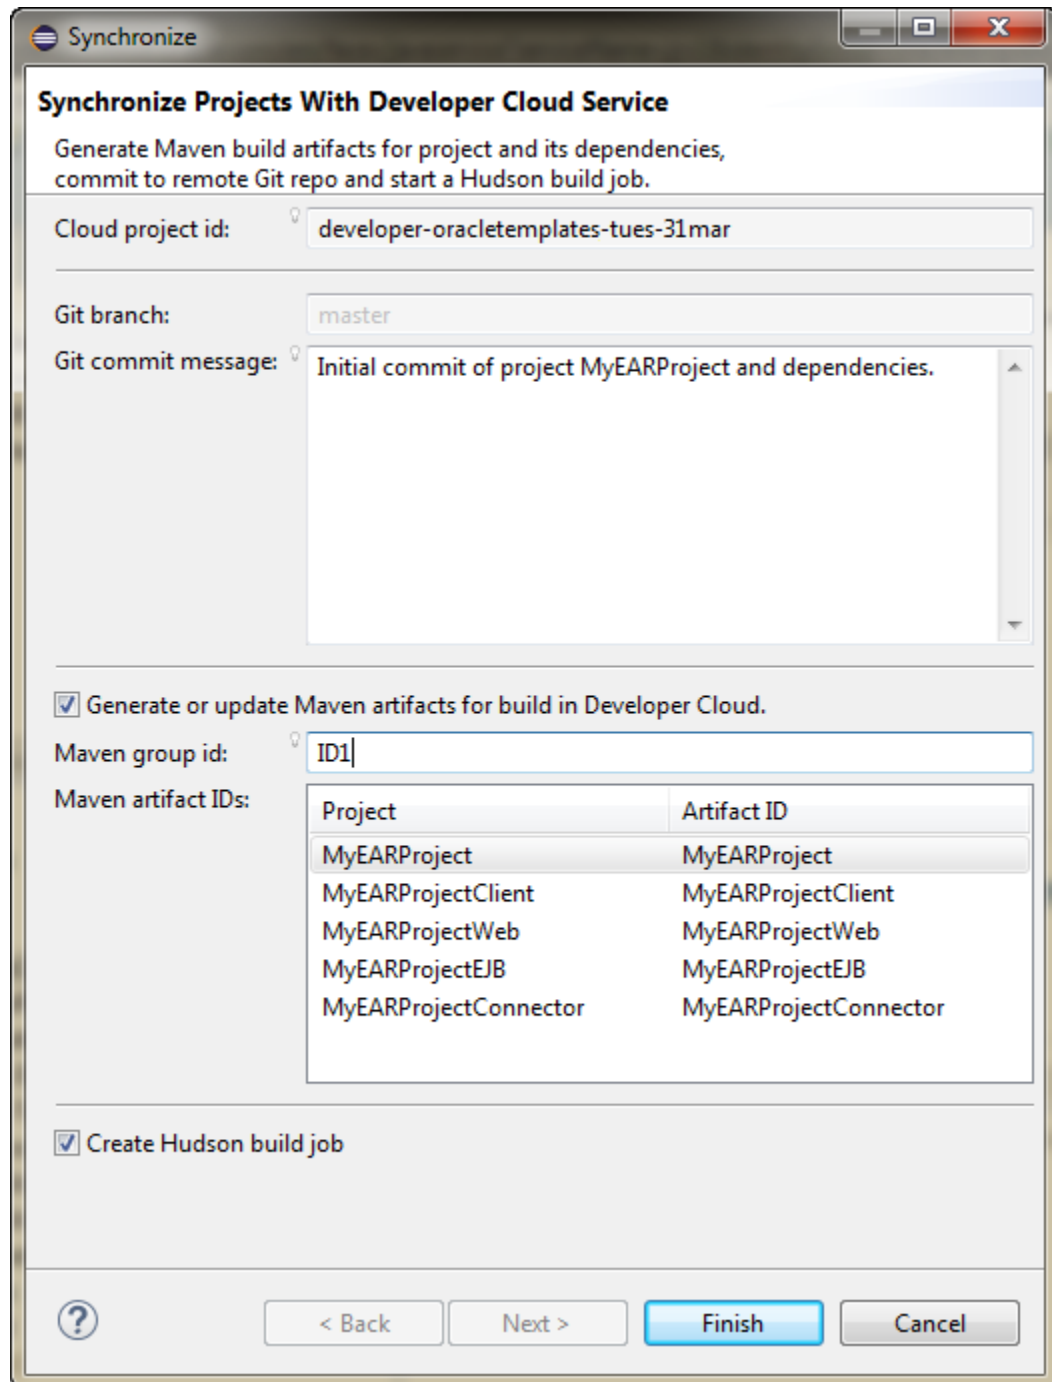 Synchronize
Synchronize Projects With Developer Cloud Service
Generate Maven build artifacts for project and its dependencies,
commit to remote Git repo and start a Hudson build job.
Cloud project id: developer-oracletemplates-tues-31mar
Git branch: master
Git commit message: Initial commit of project MyEARProject and dependencies.
Generate or update Maven artifacts for build in Developer Cloud.
Maven group id: ID1
Maven artifact IDs:
Project Artifact ID
MyEARProject MyEARProject
MyEARProjectClient MyEARProjectClient
MyEARProjectWeb MyEARProjectWeb
MyEARProjectEJB MyEARProjectEJB
MyEARProjectConnector MyEARProjectConnector
Create Hudson build job
? < Back Next > Finish Cancel